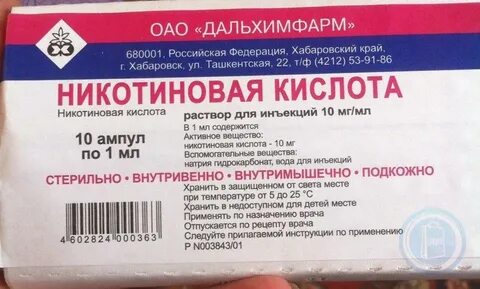 ОАО «ДАЛЬХИМФАРМ»
680001, Российская Федерация, Хабаровский край,
г. Хабаровск, ул. Ташкентская, 22, т/ф (4212) 53-91-86
НИКОТИНОВАЯ КИСЛОТА
Никотиновая кислота
раствор для инъекций 10 мг/мл
10 ампул
по 1 мл
В 1 мл содержится
Активное вещество:
никотиновая кислота - 10 мг
Вспомогательные вещества:
натрия гидрокарбонат, вода для инъекций
СТЕРИЛЬНО • ВНУТРИВЕННО • ВНУТРИМЫШЕЧНО • ПОДКОЖНО
Хранить в защищенном от света месте
при температуре от 5 до 25 °С
Хранить в недоступном для детей месте
Применять по назначению врача
Отпускается по рецепту врача
Следуйте прилагаемой инструкции по применению
Р N003843/01
4 602824 000363